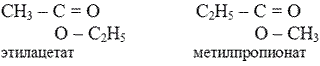 CH₃ – C = O C₂H₅ – C = O
O – C₂H₅ O – CH₃
этилацетат метилпропионат